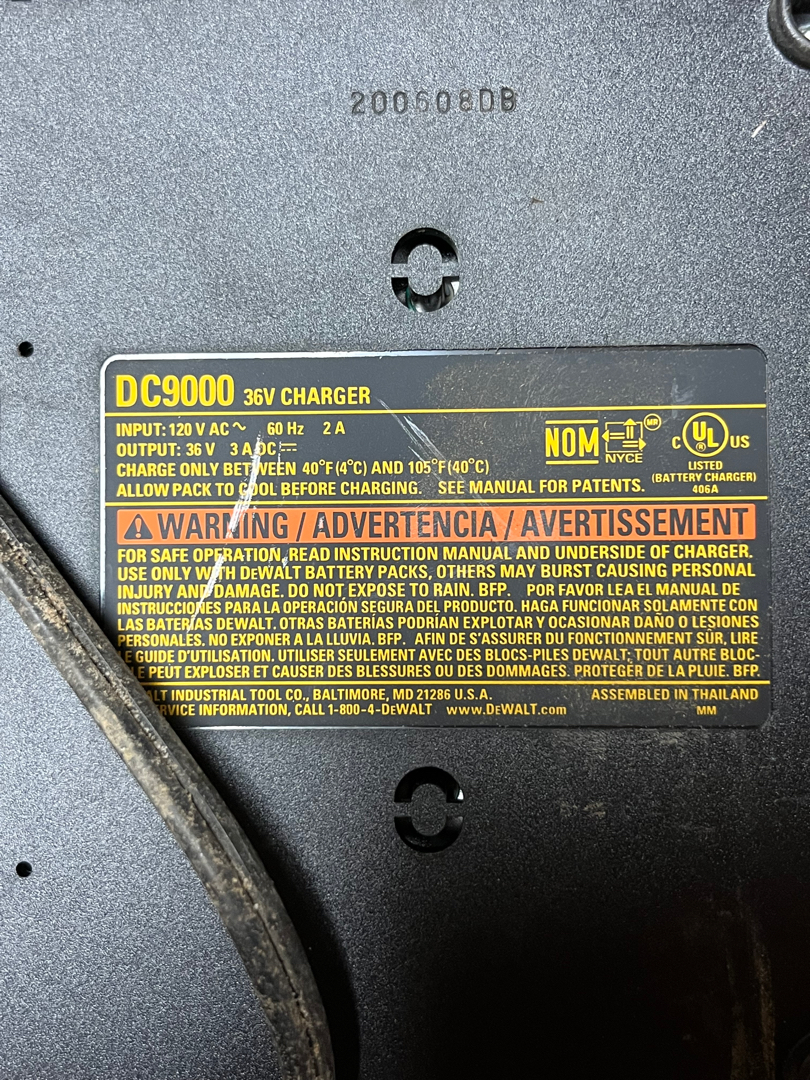 200608DB
DC9000 36V CHARGER
INPUT: 120 V AC ~ 60 Hz 2 A
OUTPUT: 36 V 3 A DC ⎓
CHARGE ONLY BETWEEN 40°F(4°C) AND 105°F(40°C)
ALLOW PACK TO COOL BEFORE CHARGING. SEE MANUAL FOR PATENTS.
NOM
NYCE
MR
C UL US
®
LISTED
(BATTERY CHARGER)
406A
⚠ WARNING / ADVERTENCIA / AVERTISSEMENT
FOR SAFE OPERATION, READ INSTRUCTION MANUAL AND UNDERSIDE OF CHARGER.
USE ONLY WITH DEWALT BATTERY PACKS, OTHERS MAY BURST CAUSING PERSONAL
INJURY AND DAMAGE. DO NOT EXPOSE TO RAIN. BFP. POR FAVOR LEA EL MANUAL DE
INSTRUCCIONES PARA LA OPERACIÓN SEGURA DEL PRODUCTO. HAGA FUNCIONAR SOLAMENTE CON
LAS BATERÍAS DEWALT. OTRAS BATERÍAS PODRÍAN EXPLOTAR Y OCASIONAR DAÑO O LESIONES
PERSONALES. NO EXPONER A LA LLUVIA. BFP. AFIN DE S'ASSURER DU FONCTIONNEMENT SÛR, LIRE
LE GUIDE D'UTILISATION. UTILISER SEULEMENT AVEC DES BLOCS-PILES DEWALT; TOUT AUTRE BLOC-
LE PEUT EXPLOSER ET CAUSER DES BLESSURES OU DES DOMMAGES. PROTÉGER DE LA PLUIE. BFP.
ALT INDUSTRIAL TOOL CO., BALTIMORE, MD 21286 U.S.A. ASSEMBLED IN THAILAND
RVICE INFORMATION, CALL 1-800-4-DEWALT www.DEWALT.com MM